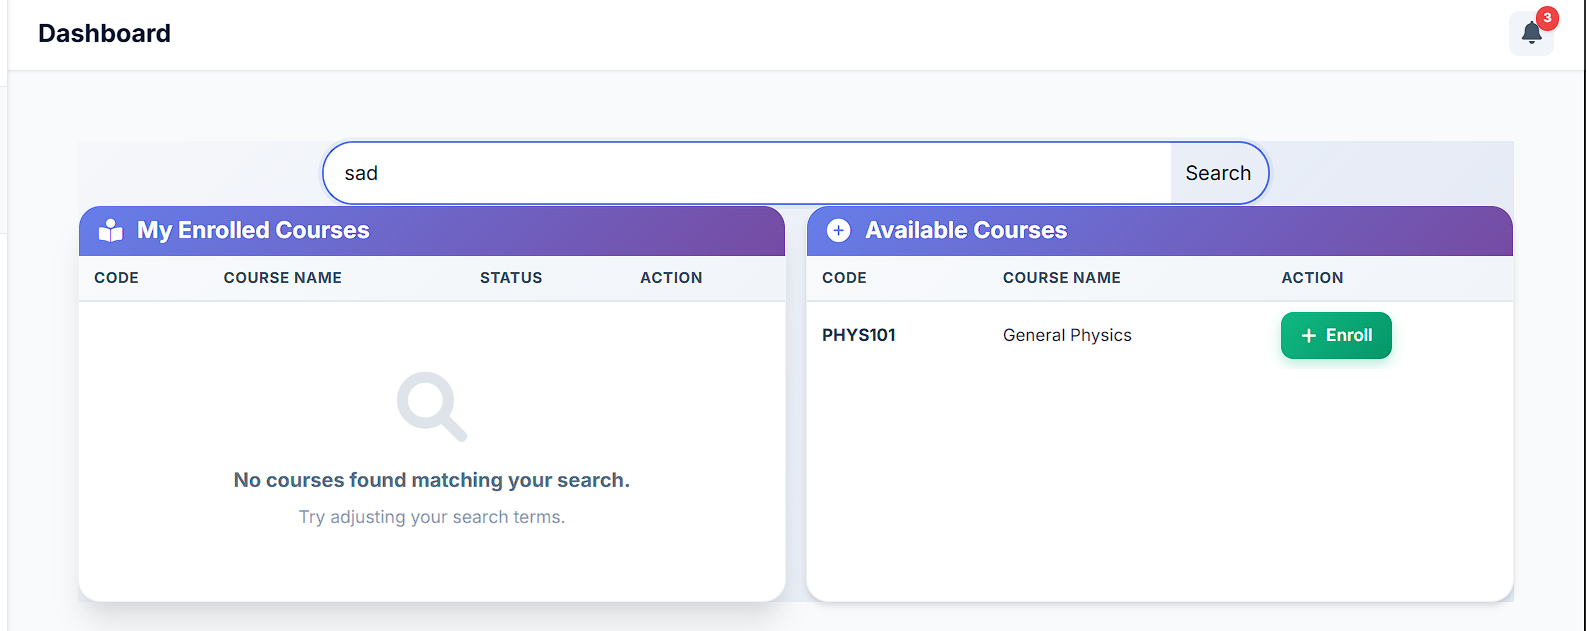 Dashboard
3
sad
Search
My Enrolled Courses
CODE COURSE NAME STATUS ACTION
No courses found matching your search.
Try adjusting your search terms.
Available Courses
CODE COURSE NAME ACTION
PHYS101 General Physics + Enroll